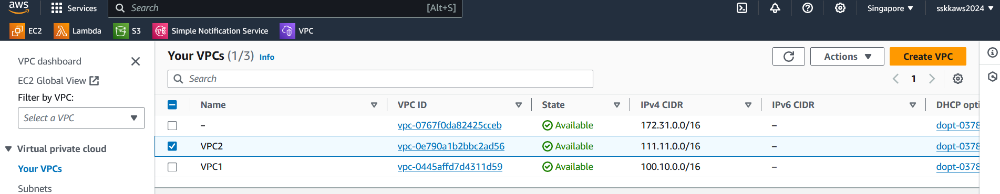 aws Services Search [Alt+S] Singapore sskkaws2024
EC2 Lambda S3 Simple Notification Service VPC
VPC dashboard
EC2 Global View
Filter by VPC:
Select a VPC
Virtual private cloud
Your VPCs
Subnets
Your VPCs (1/3) Info
Actions Create VPC
Search
1
Name VPC ID State IPv4 CIDR IPv6 CIDR DHCP opti
– vpc-0767f0da82425cceb Available 172.31.0.0/16 – dopt-0378
VPC2 vpc-0e790a1b2bbc2ad56 Available 111.11.0.0/16 – dopt-0378
VPC1 vpc-0445affd7d4311d59 Available 100.10.0.0/16 – dopt-0378